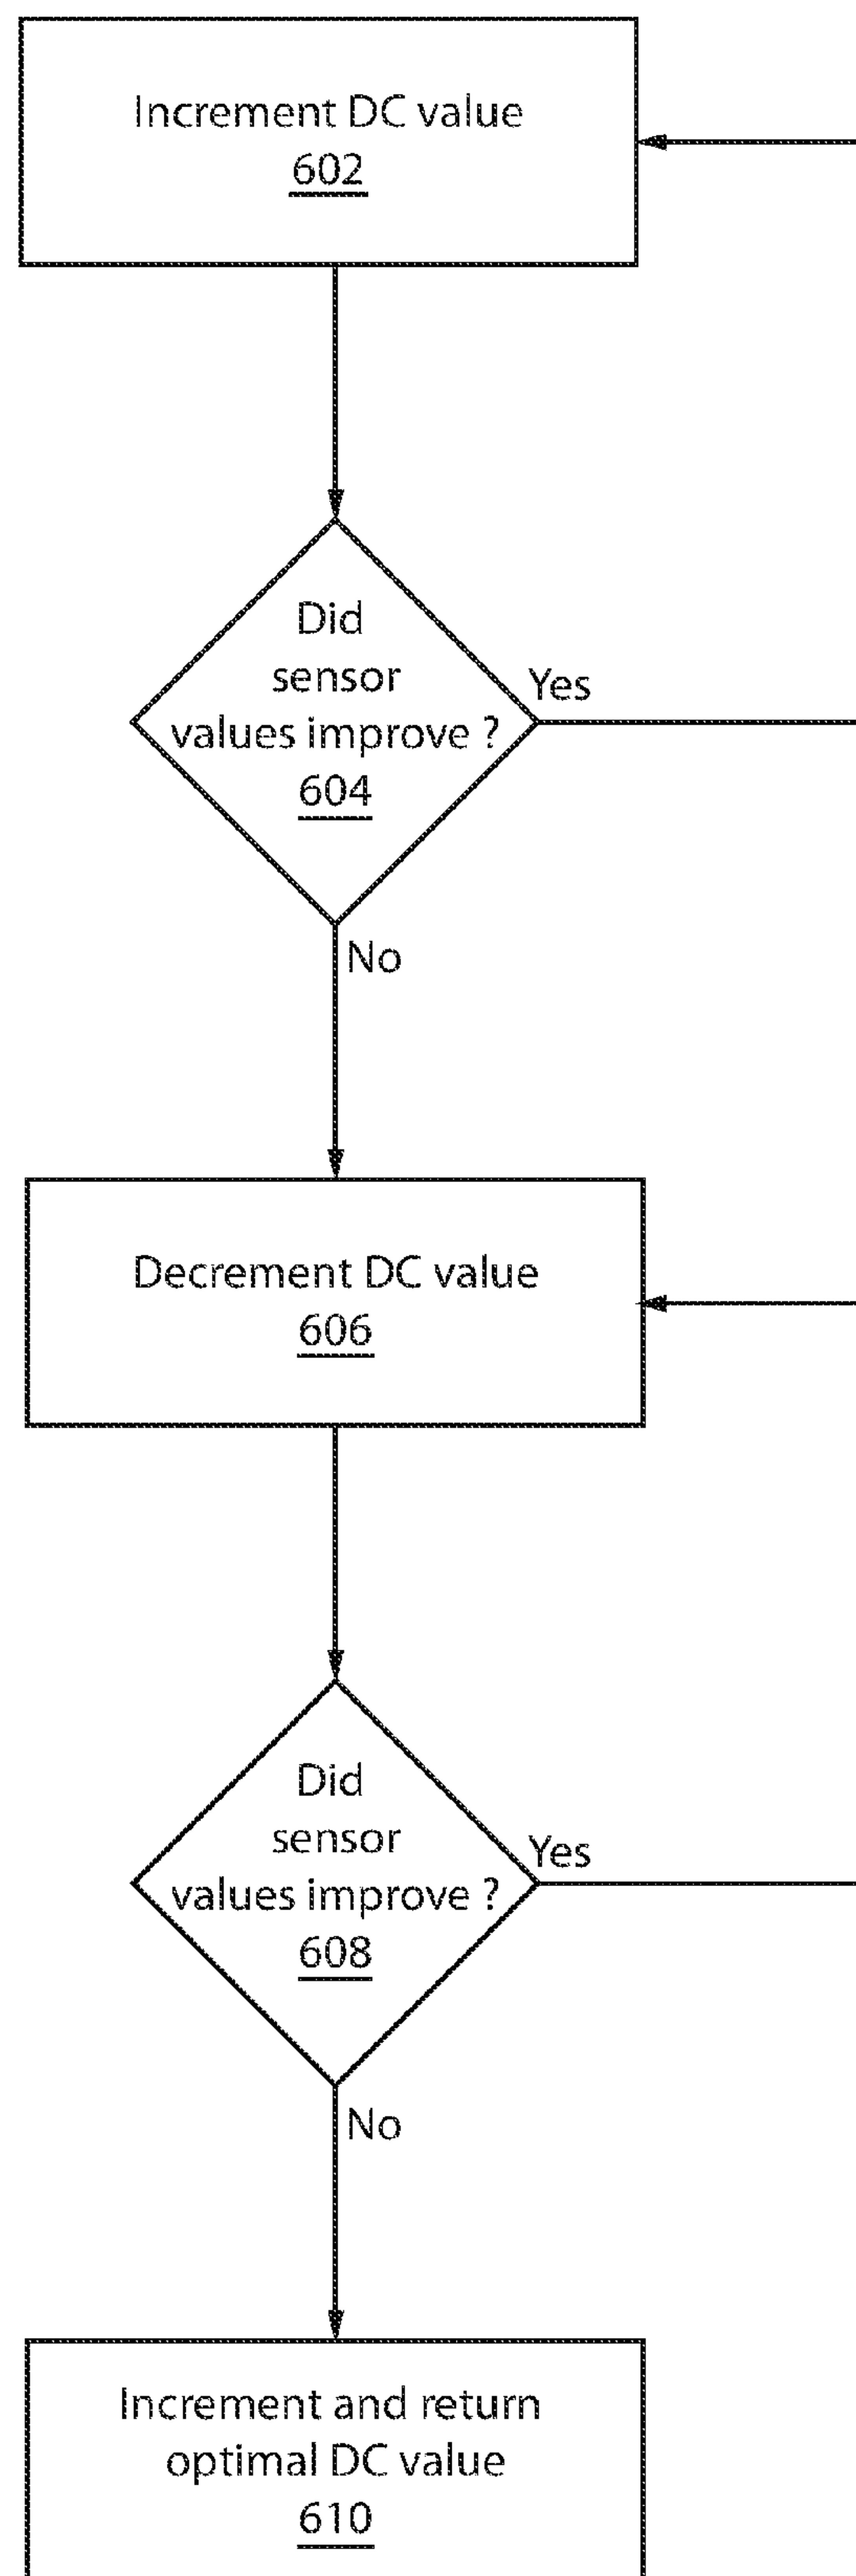 Increment DC value
602
Did
sensor
values improve ?
604
Yes
No
Decrement DC value
606
Did
sensor
values improve ?
608
Yes
No
Increment and return
optimal DC value
610